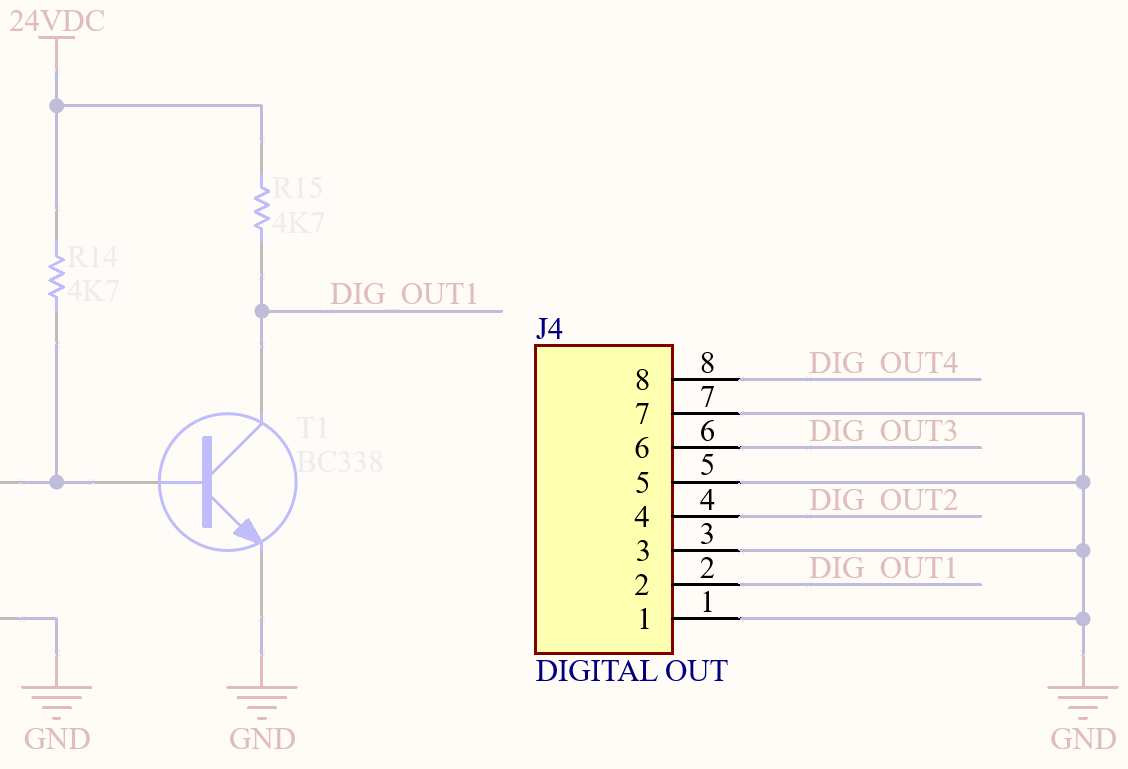 24VDC
R15
4K7
R14
4K7
DIG_OUT1
T1
BC338
GND
GND
J4
8 8 DIG_OUT4
7 7
6 6 DIG_OUT3
5 5
4 4 DIG_OUT2
3 3
2 2 DIG_OUT1
1 1
DIGITAL OUT
GND